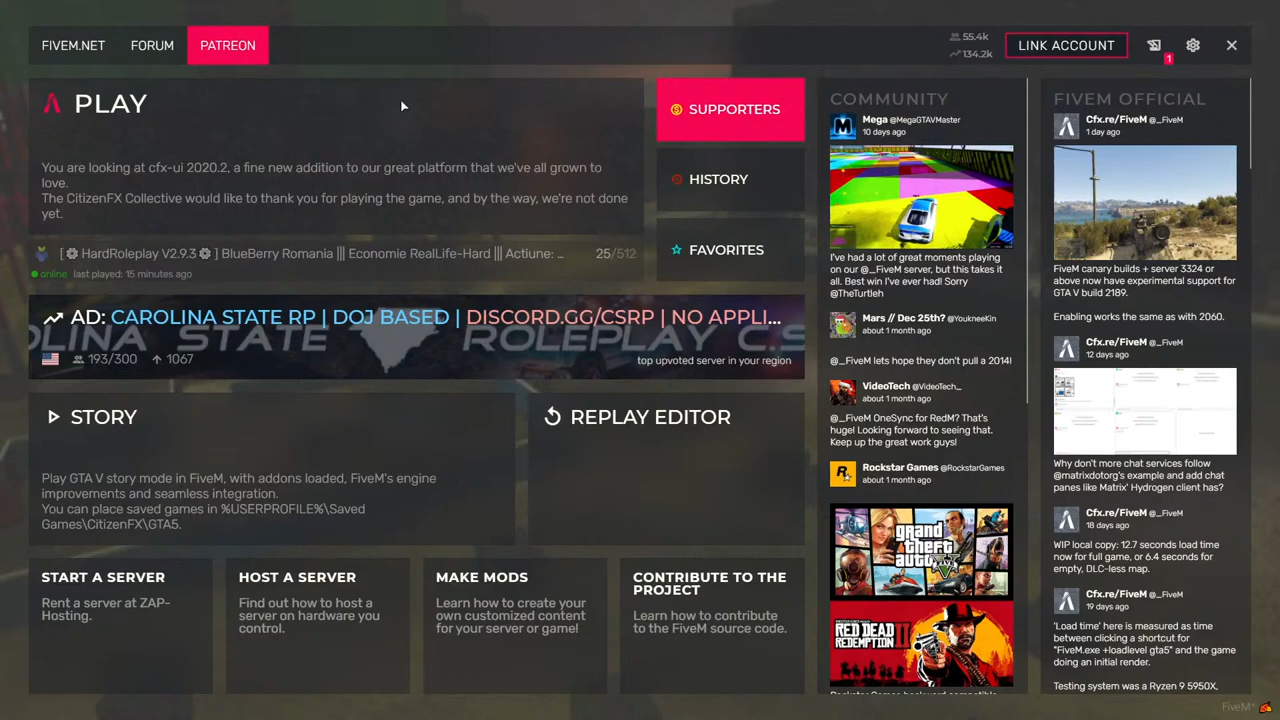 FIVEM.NET
FORUM
PATREON
55.4k
134.2k
LINK ACCOUNT
1
PLAY
You are looking at
2020.2, a fine new addition to our great platform that we've all grown to
love.
The CitizenFX Collective would like to thank you for playing the game, and by the way, we're not done
yet.
[ HardRoleplay V2.9.3 ] BlueBerry Romania ||| Economie RealLife-Hard ||| Actiune: ...
25/512
online last played: 15 minutes ago
SUPPORTERS
HISTORY
FAVORITES
AD: CAROLINA STATE RP | DOJ BASED | DISCORD.GG/CSRP | NO APPLI...
193/300
1067
top upvoted server in your region
STORY
Play GTA V story mode in FiveM, with addons loaded, FiveM's engine
improvements and seamless integration.
You can place saved games in %USERPROFILE%\Saved
Games\CitizenFX\GTA5.
REPLAY EDITOR
START A SERVER
Rent a server at ZAP-
Hosting.
HOST A SERVER
Find out how to host a
server on hardware you
control.
MAKE MODS
Learn how to create your
own customized content
for your server or game!
CONTRIBUTE TO THE
PROJECT
Learn how to contribute
to the FiveM source code.
COMMUNITY
Mega @MegaGTAVMaster
10 days ago
I've had a lot of great moments playing
on our @_FiveM server, but this takes it
all. Best win I've ever had! Sorry
@TheTurtleh
Mars // Dec 25th? @YoukneeKin
about 1 month ago
@_FiveM lets hope they don't pull a 2014!
VideoTech @VideoTech_
about 1 month ago
@_FiveM OneSync for RedM? That's
huge! Looking forward to seeing that.
Keep up the great work guys!
Rockstar Games @RockstarGames
about 1 month ago
grand
theft
auto
V
RED DEAD
REDEMPTION
II
Rockstar Games backward compatible
FIVEM OFFICIAL
Cfx.re/FiveM @_FiveM
1 day ago
FiveM canary builds + server 3324 or
above now have experimental support for
GTA V build 2189.
Enabling works the same as with 2060.
Cfx.re/FiveM @_FiveM
12 days ago
Why don't more chat services follow
@matrixdotorg's example and add chat
panes like Matrix' Hydrogen client has?
Cfx.re/FiveM @_FiveM
18 days ago
WIP local copy: 12.7 seconds load time
now for full game, or 6.4 seconds for
empty, DLC-less map.
Cfx.re/FiveM @_FiveM
19 days ago
'Load time' here is measured as time
between clicking a shortcut for
"FiveM.exe +loadlevel gta5" and the game
doing an initial render.
Testing system was a Ryzen 9 5950X,
FiveM*